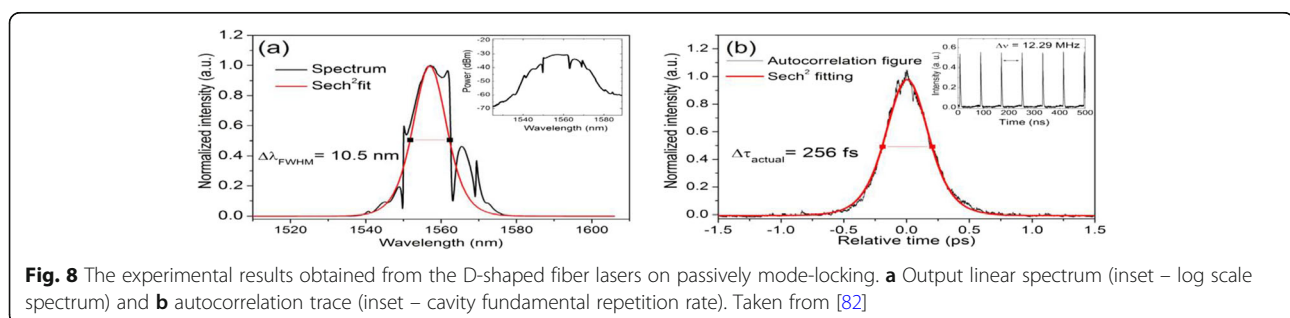 (a)
Spectrum
Sech²fit
Δλ_FWHM = 10.5 nm
Normalized intensity (a.u.)
1.2
1.0
0.8
0.6
0.4
0.2
0.0
1520
1540
1560
1580
1600
Wavelength (nm)
Power (dBm)
-20
-30
-40
-50
-60
-70
1540
1560
1580
Wavelength (nm)
(b)
Autocorrelation figure
Sech² fitting
Δτ_actual = 256 fs
Normalized intensity (a.u.)
1.2
1.0
0.8
0.6
0.4
0.2
0.0
-1.5
-1.0
-0.5
0.0
0.5
1.0
1.5
Relative time (ps)
Δν = 12.29 MHz
Intensity (a.u.)
0.6
0.4
0.2
0.0
0
100
200
300
400
500
Time (ns)
Fig. 8 The experimental results obtained from the D-shaped fiber lasers on passively mode-locking. a Output linear spectrum (inset – log scale
spectrum) and b autocorrelation trace (inset – cavity fundamental repetition rate). Taken from [82]